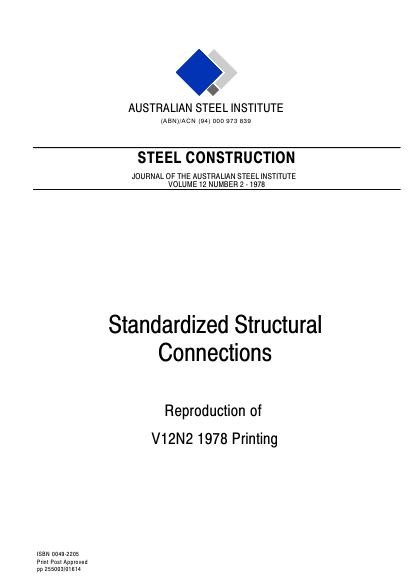 AUSTRALIAN STEEL INSTITUTE
(ABN)/ACN (94) 000 973 839
STEEL CONSTRUCTION
JOURNAL OF THE AUSTRALIAN STEEL INSTITUTE
VOLUME 12 NUMBER 2 - 1978
Standardized Structural
Connections
Reproduction of
V12N2 1978 Printing
ISBN 0049-2205
Print Post Approved
pp 255003/01614